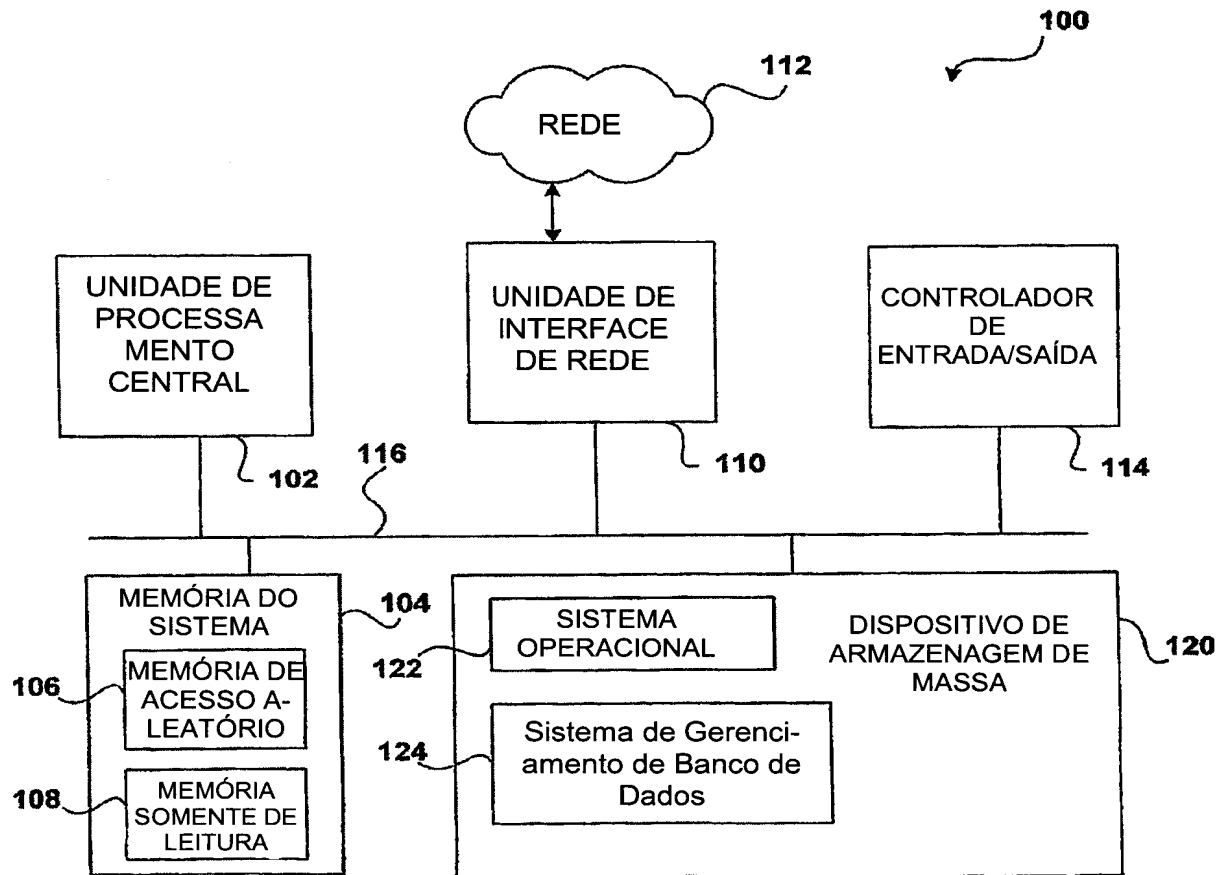 100
112
REDE
UNIDADE DE
PROCESSA
MENTO
CENTRAL
UNIDADE DE
INTERFACE
DE REDE
CONTROLADOR
DE
ENTRADA/SAÍDA
102
116
110
114
MEMÓRIA DO
SISTEMA
104
MEMÓRIA DE
ACESSO A-
LEATÓRIO
106
MEMÓRIA
SOMENTE DE
LEITURA
108
SISTEMA
OPERACIONAL
122
DISPOSITIVO DE
ARMAZENAGEM DE
MASSA
120
Sistema de Gerenci-
amento de Banco de
Dados
124